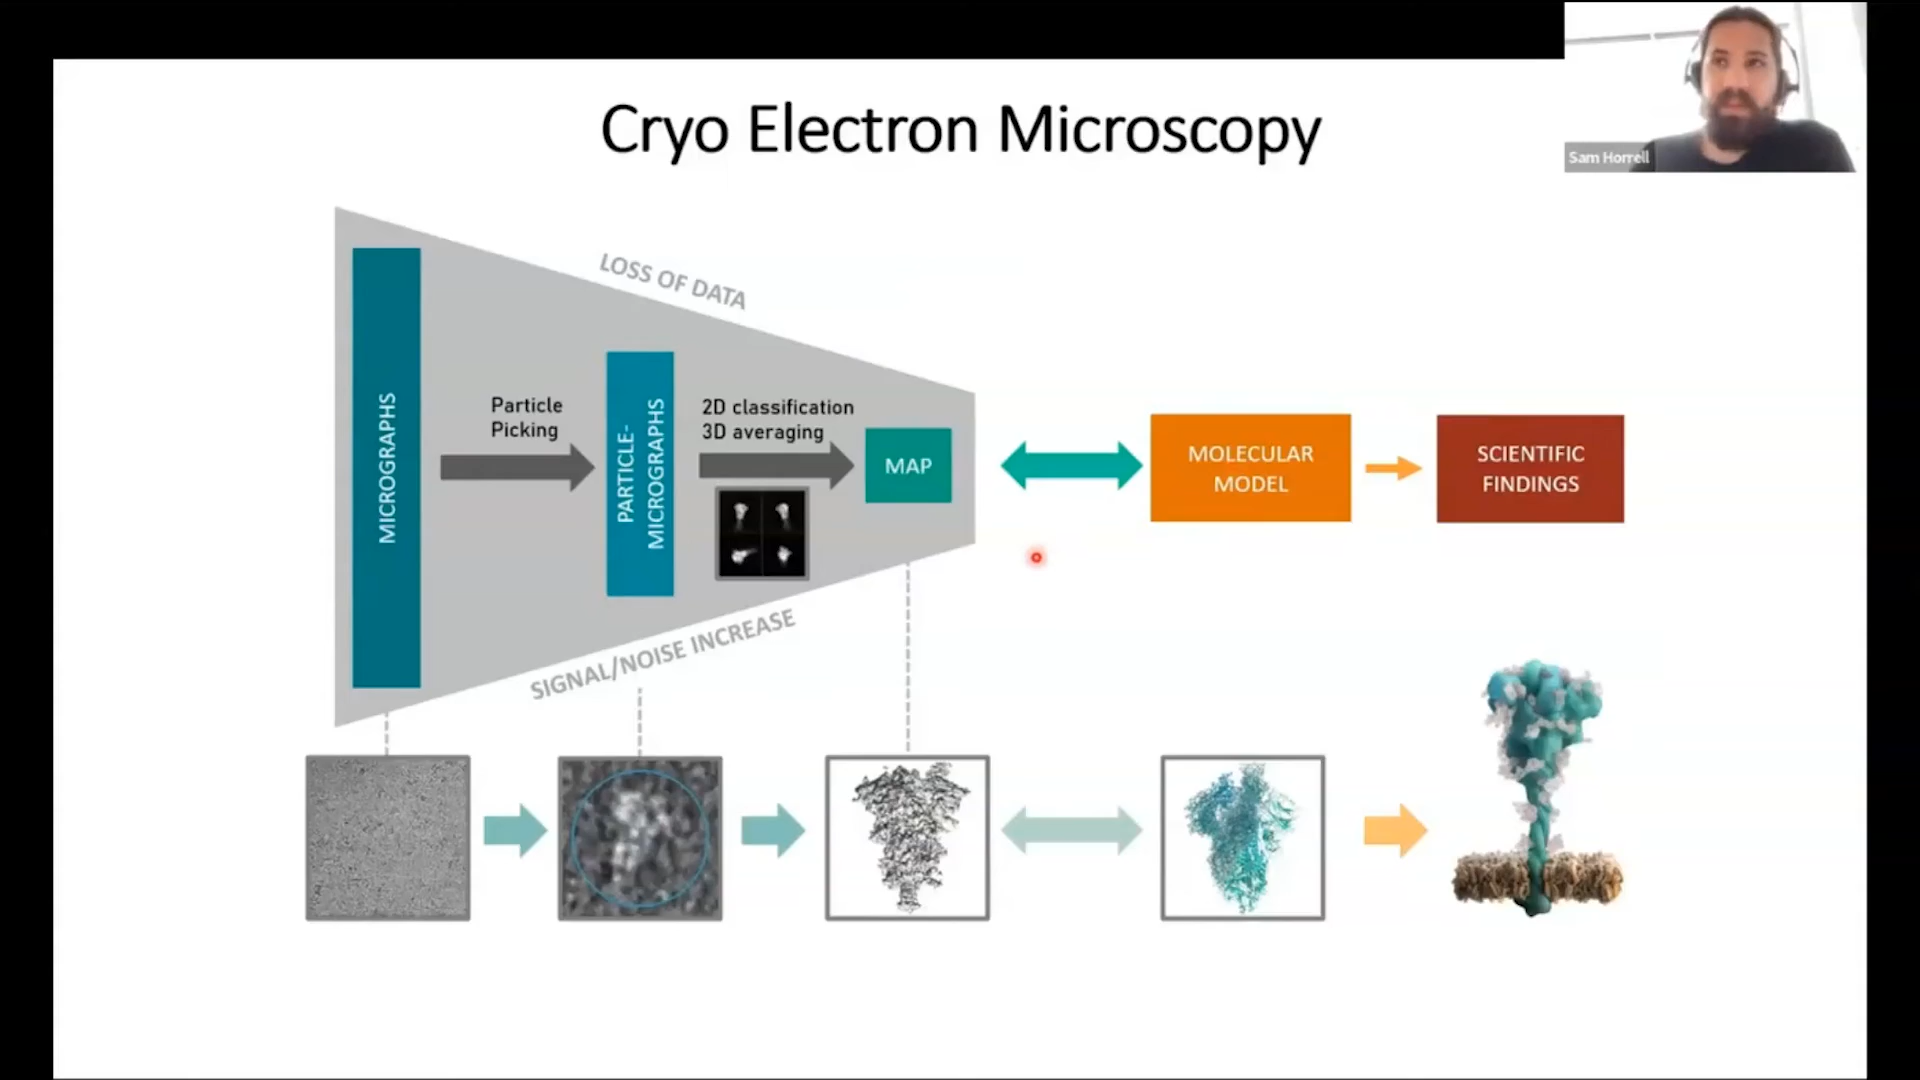 Cryo Electron Microscopy
Sam Horrell
LOSS OF DATA
MICROGRAPHS
Particle
Picking
PARTICLE-
MICROGRAPHS
2D classification
3D averaging
MAP
MOLECULAR
MODEL
SCIENTIFIC
FINDINGS
SIGNAL/NOISE INCREASE